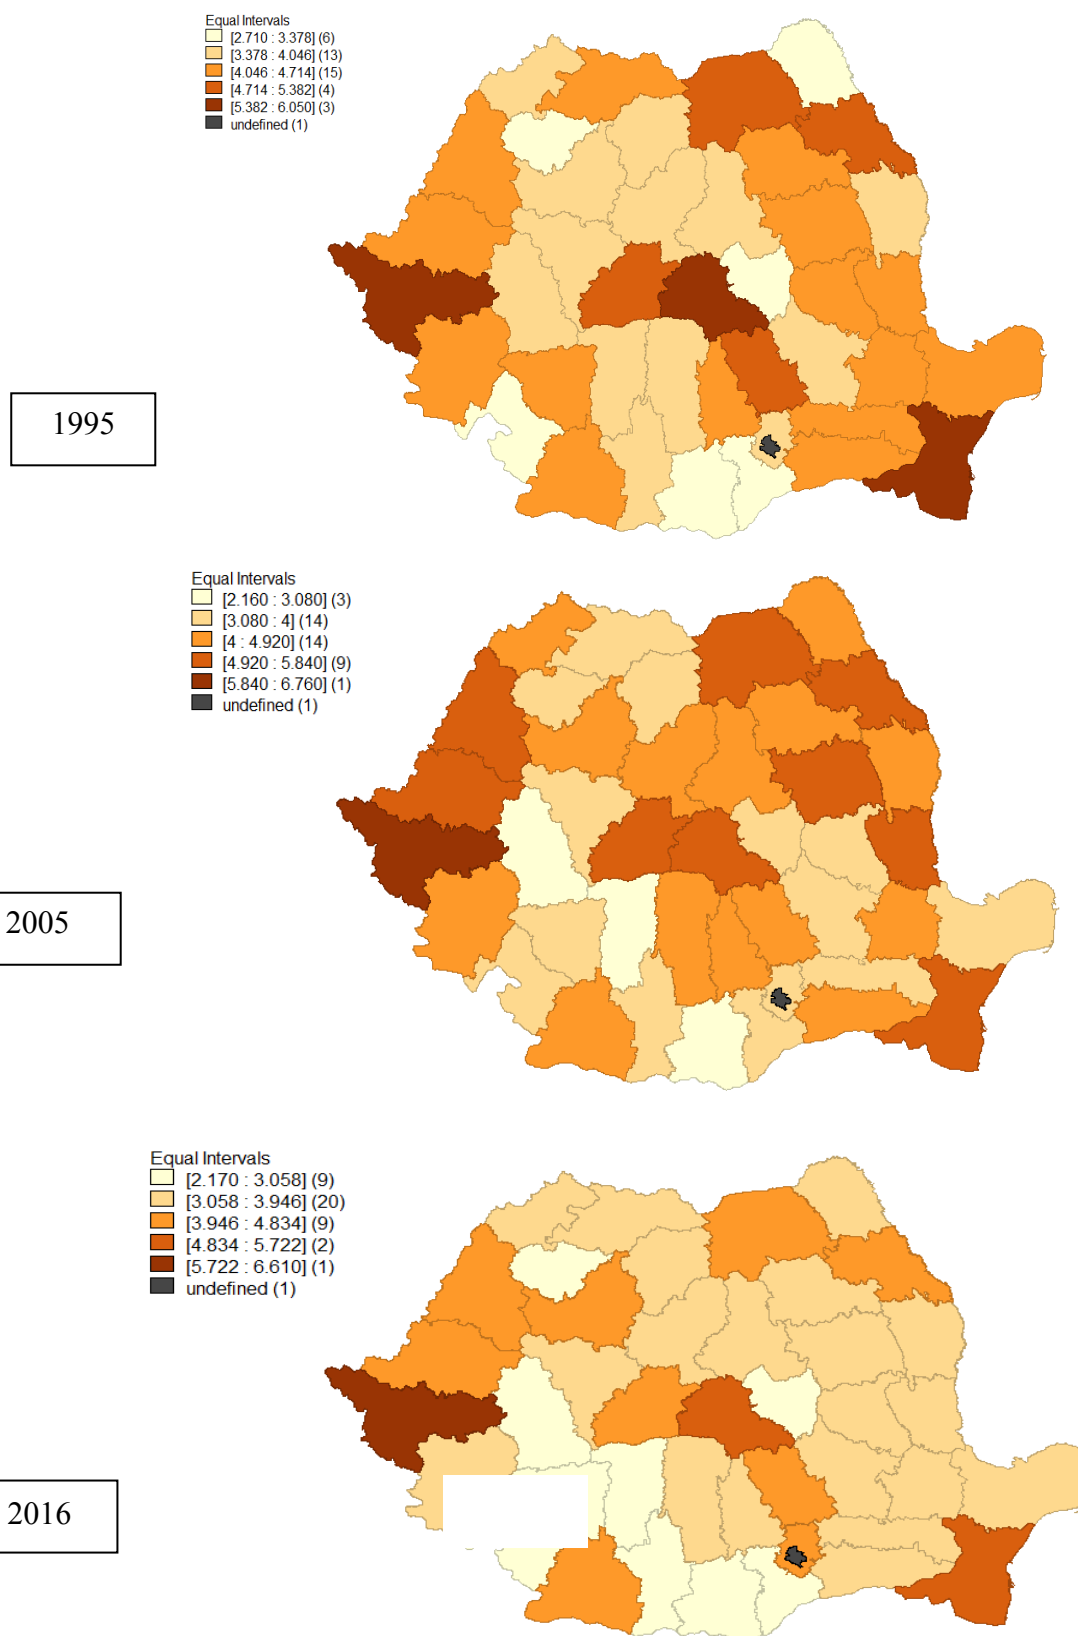 Equal Intervals
[2.710 : 3.378] (6)
[3.378 : 4.046] (13)
[4.046 : 4.714] (15)
[4.714 : 5.382] (4)
[5.382 : 6.050] (3)
undefined (1)
1995
Equal Intervals
[2.160 : 3.080] (3)
[3.080 : 4] (14)
[4 : 4.920] (14)
[4.920 : 5.840] (9)
[5.840 : 6.760] (1)
undefined (1)
2005
Equal Intervals
[2.170 : 3.058] (9)
[3.058 : 3.946] (20)
[3.946 : 4.834] (9)
[4.834 : 5.722] (2)
[5.722 : 6.610] (1)
undefined (1)
2016